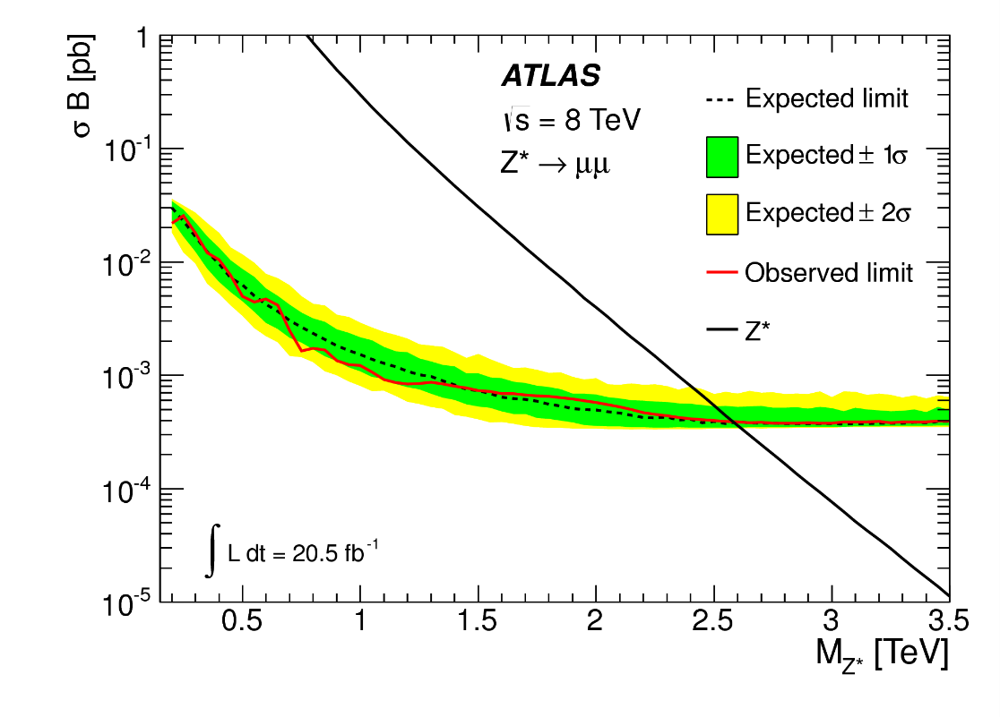 σ B [pb]
1
10⁻¹
10⁻²
10⁻³
10⁻⁴
10⁻⁵
ATLAS
√s = 8 TeV
Z* → μμ
Expected limit
Expected ± 1σ
Expected ± 2σ
Observed limit
Z*
∫ L dt = 20.5 fb⁻¹
0.5 1 1.5 2 2.5 3 3.5
M_Z* [TeV]